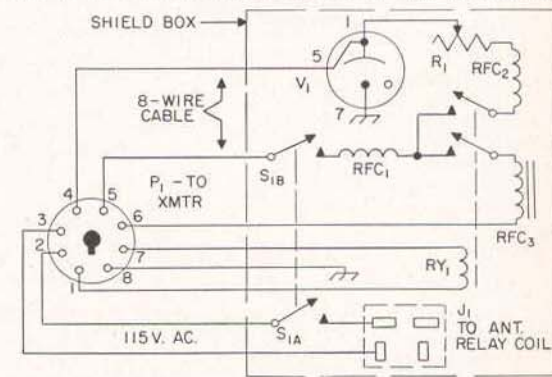 SHIELD BOX
1
5
V1
7
R1
RFC2
8-WIRE
CABLE
S1B
RFC1
P1 - TO
XMTR
4
5
3
6
2
7
1
8
RFC3
RY1
115 V. AC.
S1A
J1
TO ANT.
RELAY COIL